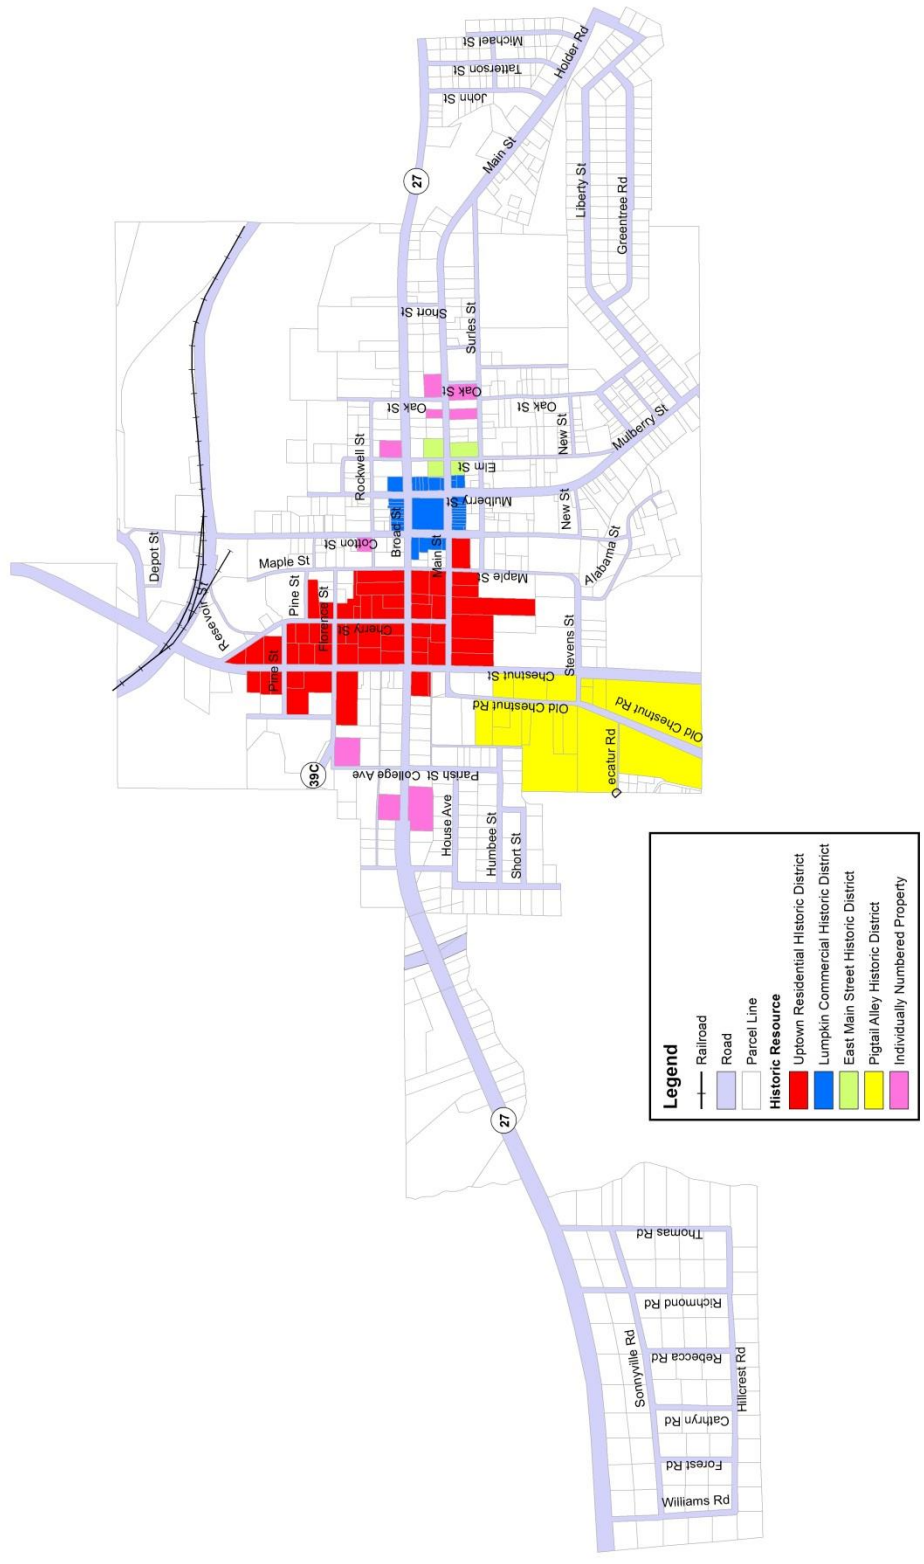 Michael St
Tatterson St
John St
Holder Rd
Main St
27
Liberty St
Greentree Rd
Short St
Surles St
Oak St
Oak St
Oak St
New St
Mulberry St
Rockwell St
Elm St
Mulberry St
New St
Broad St
Cotton St
Main St
Depot St
Maple St
Maple St
Alabama St
Resevoir St
Pine St
Florence St
Cherry St
Pine St
Stevens St
Chestnut St
Old Chestnut Rd
Old Chestnut Rd
Decatur Rd
39C
College Ave
Parish St
House Ave
Humbee St
Short St
27
Thomas Rd
Richmond Rd
Sonnyville Rd
Rebecca Rd
Hillcrest Rd
Cathryn Rd
Forest Rd
Williams Rd
Legend
Railroad
Road
Parcel Line
Historic Resource
Uptown Residential HIstoric District
Lumpkin Commercial Historic District
East Main Street Historic District
Pigtail Alley Historic District
Individually Numbered Property